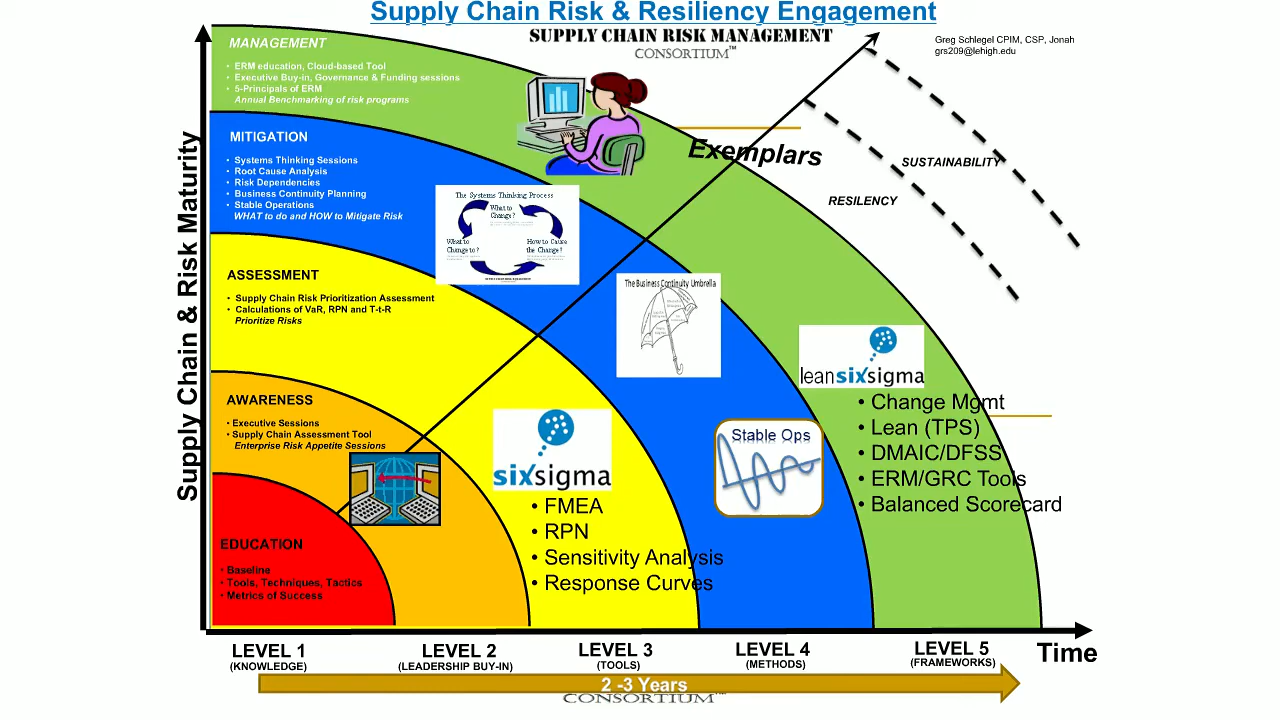 Supply Chain Risk & Resiliency Engagement
SUPPLY CHAIN RISK MANAGEMENT
CONSORTIUM™
Greg Schlegel CPIM, CSP, Jonah
grs209@lehigh.edu
Supply Chain & Risk Maturity
MANAGEMENT
• ERM education, Cloud-based Tool
• Executive Buy-in, Governance & Funding sessions
• 5-Principals of ERM
Annual Benchmarking of risk programs
Exemplars
SUSTAINABILITY
RESILENCY
MITIGATION
• Systems Thinking Sessions
• Root Cause Analysis
• Risk Dependencies
• Business Continuity Planning
• Stable Operations
WHAT to do and HOW to Mitigate Risk
The Systems Thinking Process
What to
Change?
What to
Change to?
How to Cause
the Change?
The Business Continuity Umbrella
ASSESSMENT
• Supply Chain Risk Prioritization Assessment
• Calculations of VaR, RPN and T-t-R
Prioritize Risks
leansixsigma
• Change Mgmt
• Lean (TPS)
• DMAIC/DFSS
• ERM/GRC Tools
• Balanced Scorecard
AWARENESS
• Executive Sessions
• Supply Chain Assessment Tool
Enterprise Risk Appetite Sessions
sixsigma
• FMEA
• RPN
• Sensitivity Analysis
• Response Curves
Stable Ops
EDUCATION
• Baseline
• Tools, Techniques, Tactics
• Metrics of Success
LEVEL 1
(KNOWLEDGE)
LEVEL 2
(LEADERSHIP BUY-IN)
LEVEL 3
(TOOLS)
LEVEL 4
(METHODS)
LEVEL 5
(FRAMEWORKS)
Time
2 -3 Years
CONSORTIUM™